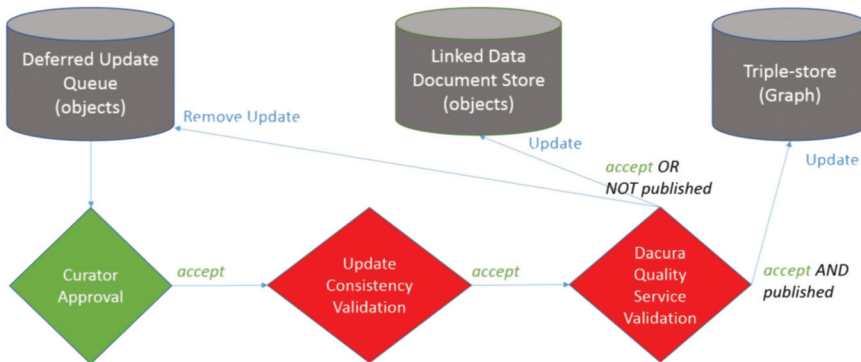 Deferred Update
Queue
(objects)
Linked Data
Document Store
(objects)
Triple-store
(Graph)
Remove Update
Update
accept OR
NOT published
Update
Curator
Approval
accept
Update
Consistency
Validation
accept
Dacura
Quality
Service
Validation
accept AND
published